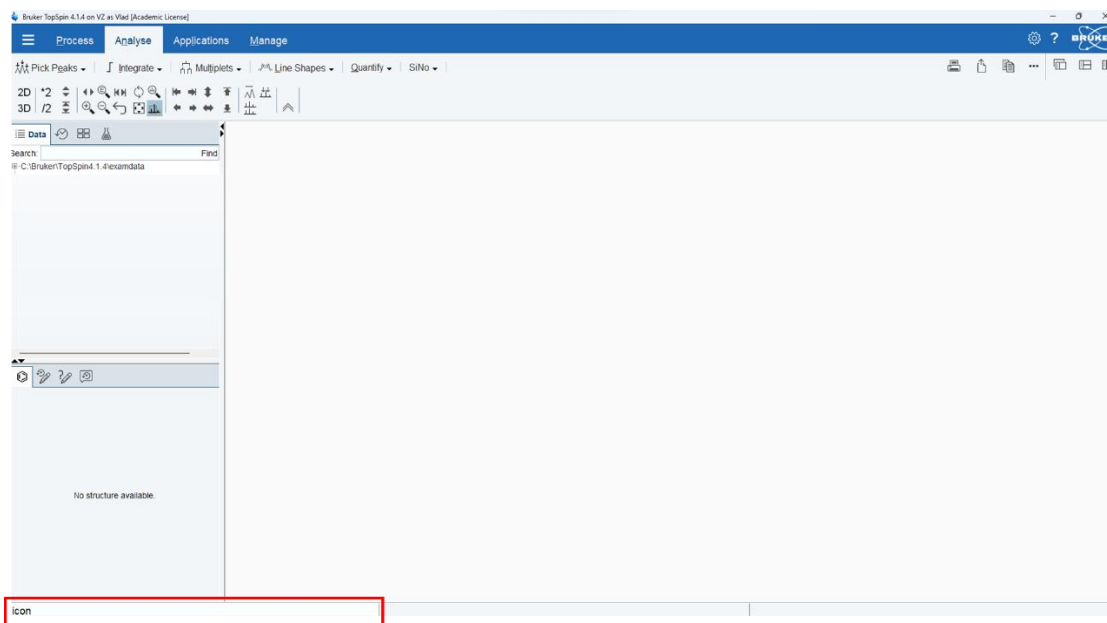 Bruker TopSpin 4.1.4 on VZ as Vlad [Academic License]
Process Analyse Applications Manage ?
Pick Peaks Integrate Multiplets Line Shapes Quantify SiNo ...
2D *2
3D /2
Data
Search: Find
C:\Bruker\TopSpin4.1.4\examdata
No structure available.
icon